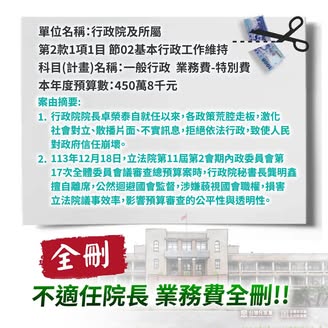 單位名稱：行政院及所屬
第2款1項1目 節02基本行政工作維持
科目(計畫)名稱：一般行政 業務費-特別費
本年度預算數：450萬8千元
案由摘要：
1. 行政院院長卓榮泰自就任以來，各政策荒腔走板，激化
社會對立、散播片面、不實訊息，拒絕依法行政，致使人民
對政府信任崩壞。
2. 113年12月18日，立法院第11屆第2會期內政委員會第
17次全體委員會議審查總預算案時，行政院秘書長龔明鑫
擅自離席，公然迴避國會監督，涉嫌藐視國會職權，損害
立法院議事效率，影響預算審查的公平性與透明性。
全刪
不適任院長 業務費全刪!!